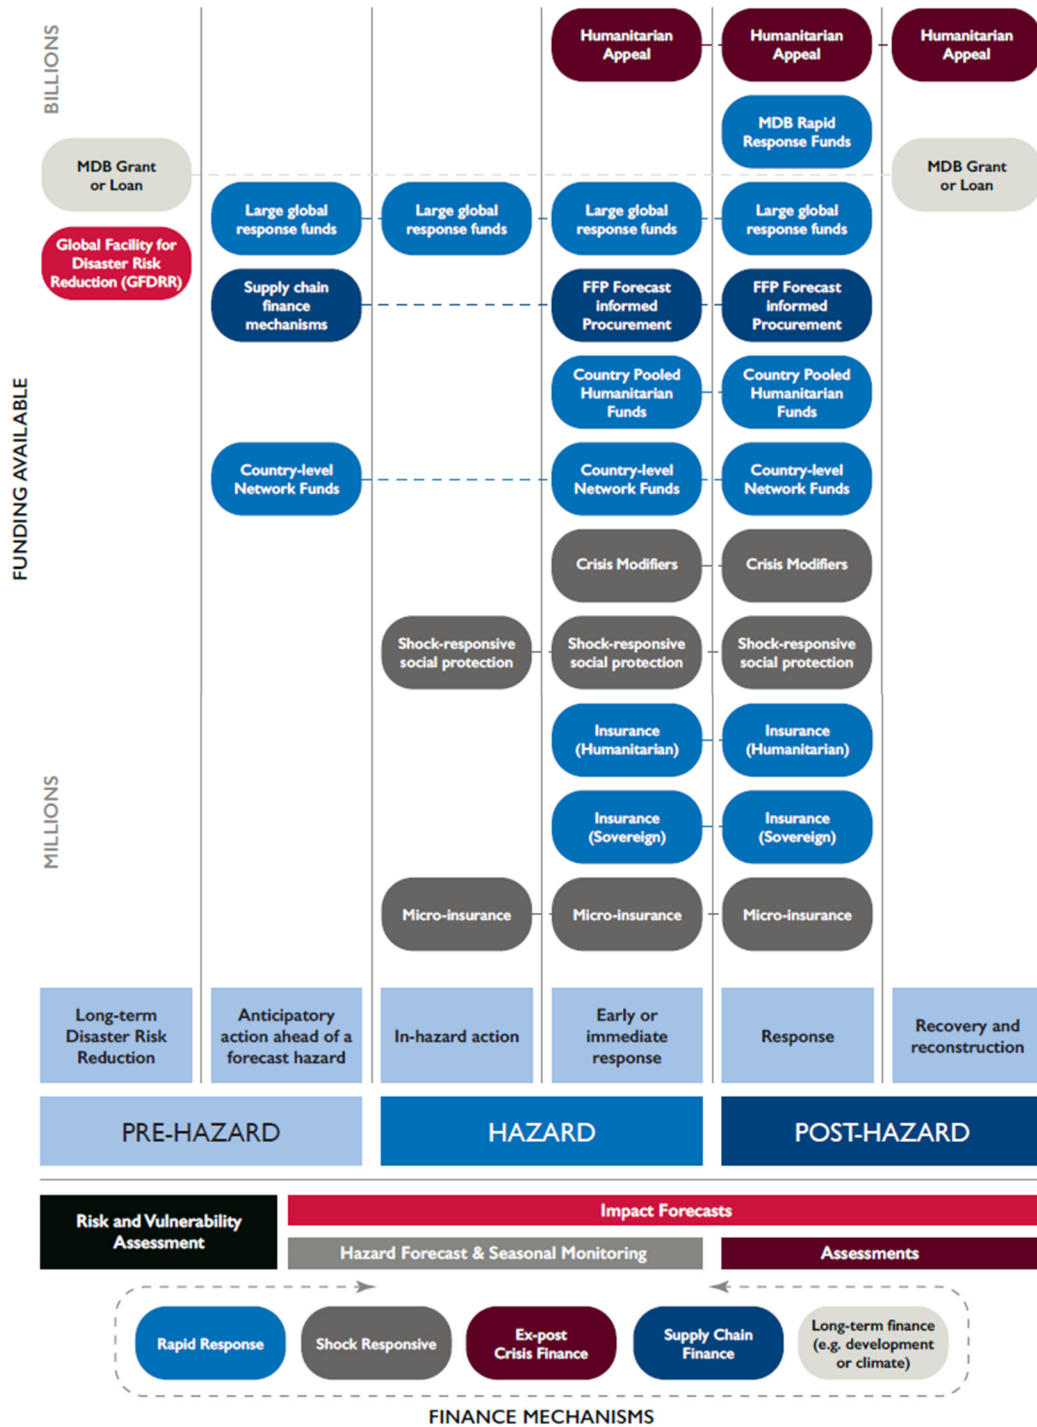 BILLIONS
Humanitarian
Appeal
Humanitarian
Appeal
Humanitarian
Appeal
MDB Rapid
Response Funds
MDB Grant
or Loan
MDB Grant
or Loan
Large global
response funds
Large global
response funds
Large global
response funds
Large global
response funds
Global Facility for
Disaster Risk
Reduction (GFDRR)
Supply chain
finance
mechanisms
FFP Forecast
informed
Procurement
FFP Forecast
informed
Procurement
FUNDING AVAILABLE
Country Pooled
Humanitarian
Funds
Country Pooled
Humanitarian
Funds
Country-level
Network Funds
Country-level
Network Funds
Country-level
Network Funds
Crisis Modifiers
Crisis Modifiers
Shock-responsive
social protection
Shock-responsive
social protection
Shock-responsive
social protection
Insurance
(Humanitarian)
Insurance
(Humanitarian)
MILLIONS
Insurance
(Sovereign)
Insurance
(Sovereign)
Micro-insurance
Micro-insurance
Micro-insurance
Long-term
Disaster Risk
Reduction
Anticipatory
action ahead of a
forecast hazard
In-hazard action
Early or
immediate
response
Response
Recovery and
reconstruction
PRE-HAZARD
HAZARD
POST-HAZARD
Risk and Vulnerability
Assessment
Impact Forecasts
Hazard Forecast & Seasonal Monitoring
Assessments
Rapid Response
Shock Responsive
Ex-post
Crisis Finance
Supply Chain
Finance
Long-term finance
(e.g. development
or climate)
FINANCE MECHANISMS